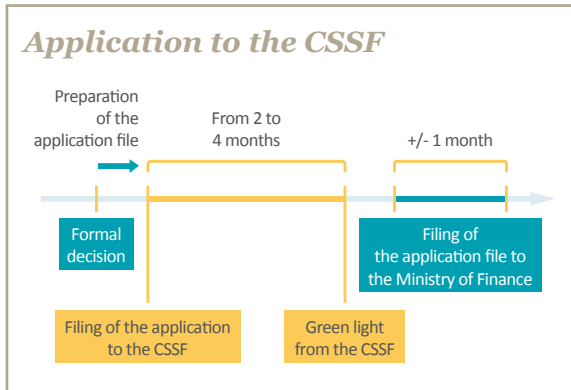 Application to the CSSF
Preparation
of the
application file
From 2 to
4 months
+/- 1 month
Formal
decision
Filing of
the application file to
the Ministry of Finance
Filing of the application
to the CSSF
Green light
from the CSSF